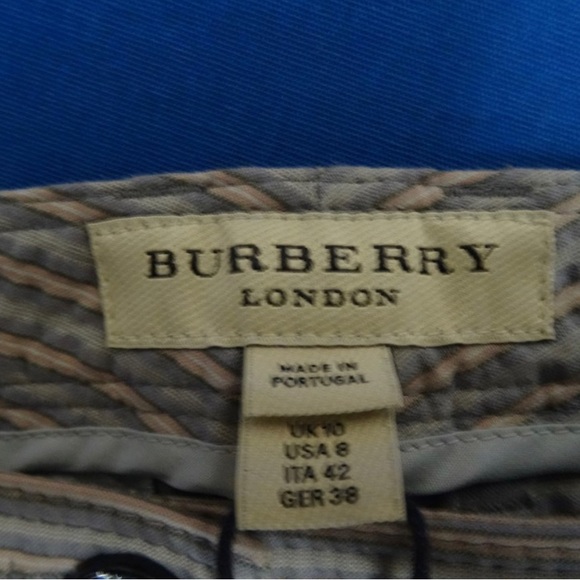 BURBERRY
LONDON
MADE IN
PORTUGAL
UK 10
USA 8
ITA 42
GER 38